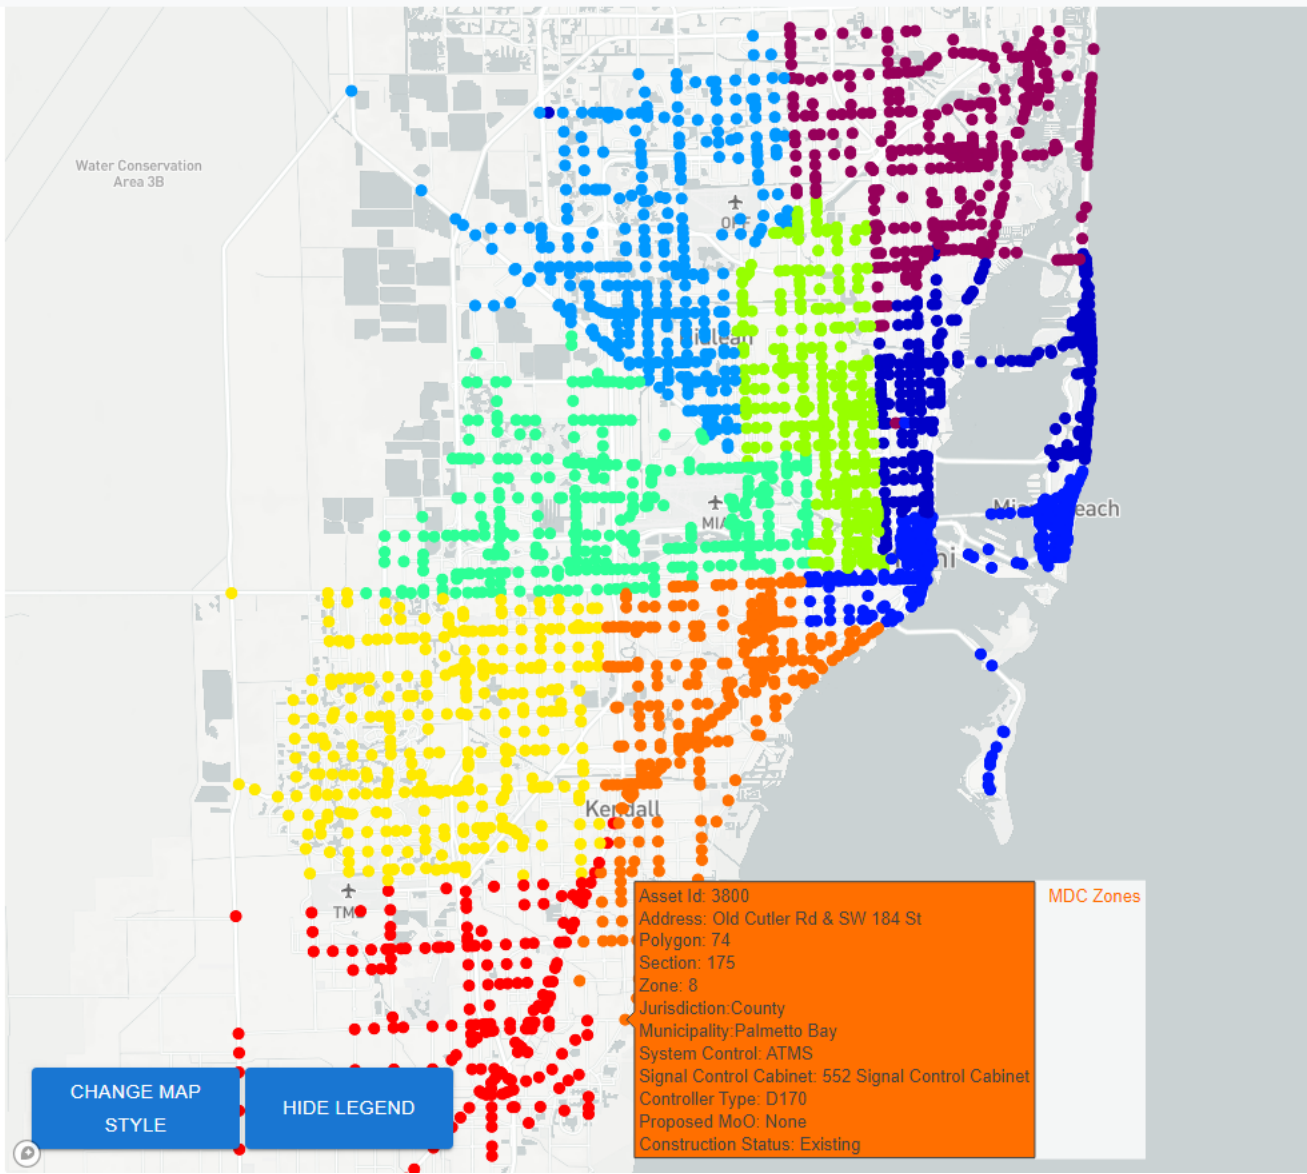 Water Conservation
Area 3B
MIA
Kendall
Asset Id: 3800
MDC Zones
Address: Old Cutler Rd & SW 184 St
Polygon: 74
Section: 175
Zone: 8
Jurisdiction:County
Municipality:Palmetto Bay
System Control: ATMS
Signal Control Cabinet: 552 Signal Control Cabinet
Controller Type: D170
Proposed MoO: None
Construction Status: Existing
CHANGE MAP
STYLE
HIDE LEGEND